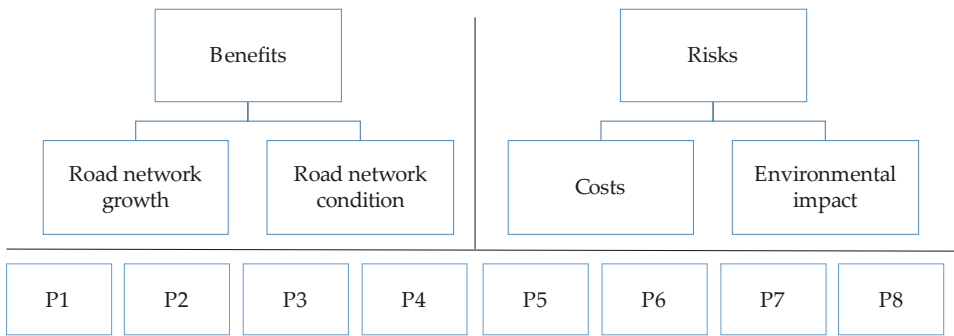 Benefits
Risks
Road network
growth
Road network
condition
Costs
Environmental
impact
P1
P2
P3
P4
P5
P6
P7
P8